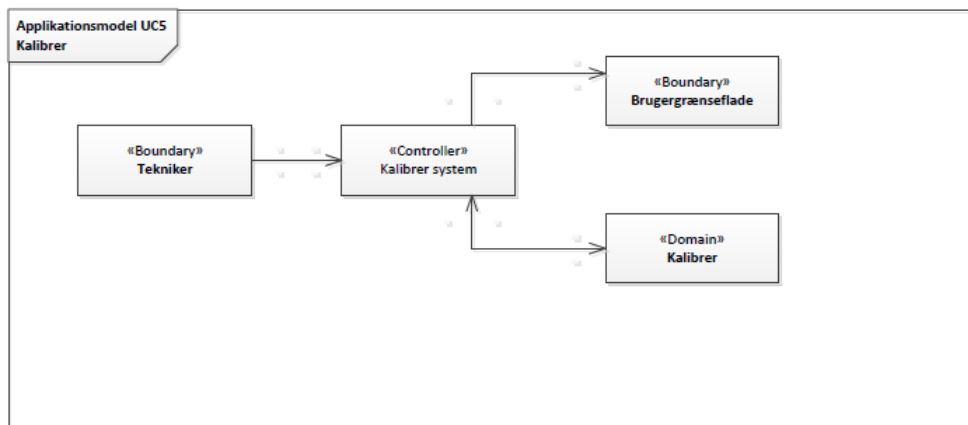 Applikationsmodel UC5
Kalibrer
«Boundary»
Tekniker
«Controller»
Kalibrer system
«Boundary»
Brugergrænseflade
«Domain»
Kalibrer